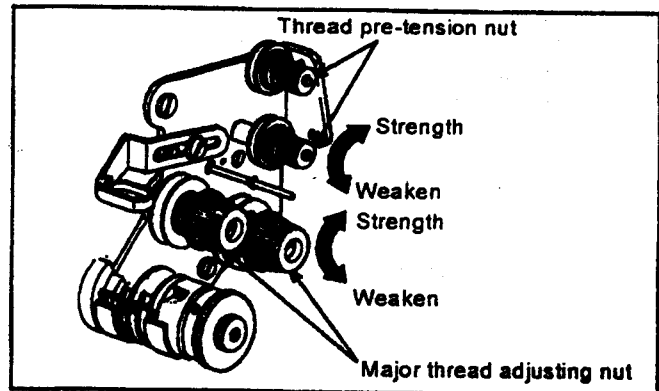 Thread pre-tension nut
Strength
Weaken
Strength
Weaken
Major thread adjusting nut